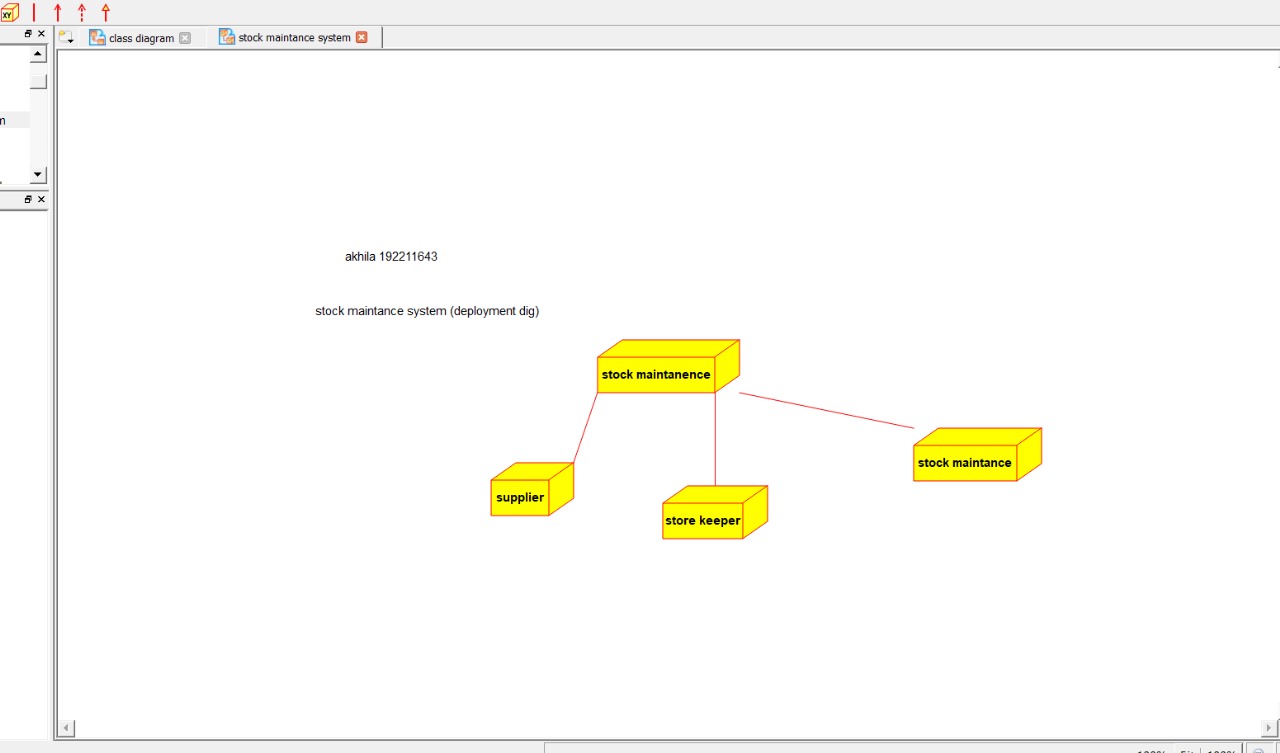 XY
class diagram
stock maintance system
m
akhila 192211643
stock maintance system (deployment dig)
stock maintanence
stock maintance
supplier
store keeper